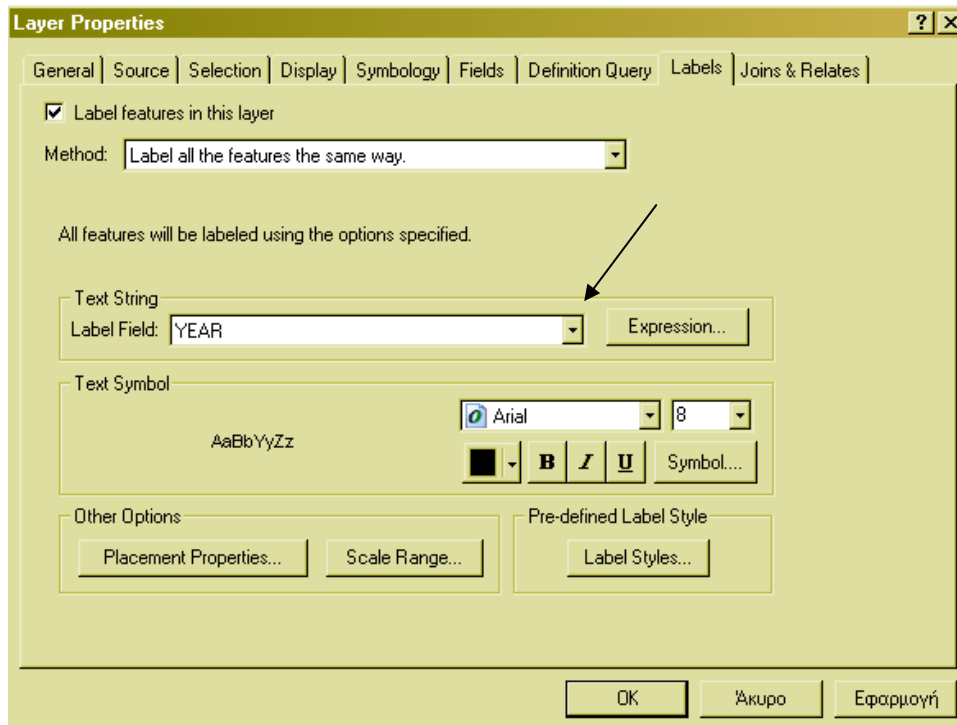 Layer Properties
General Source Selection Display Symbology Fields Definition Query Labels Joins & Relates
Label features in this layer
Method: Label all the features the same way.
All features will be labeled using the options specified.
Text String
Label Field: YEAR Expression...
Text Symbol
AaBbYyZz
Arial 8
B I U Symbol....
Other Options
Placement Properties... Scale Range...
Pre-defined Label Style
Label Styles...
OK Άκυρο Εφαρμογή